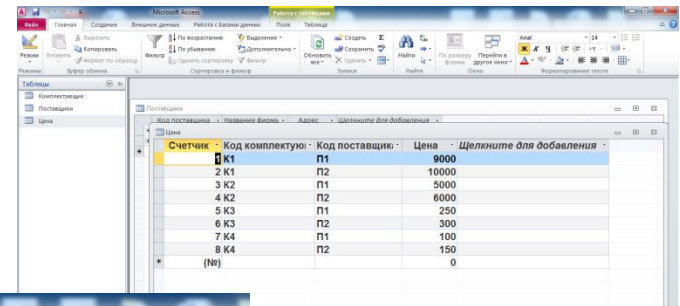 Microsoft Access
Работа с таблицами
Файл Главная Создание Внешние данные Работа с базами данных Поля Таблица
Режим
Вставить
Вырезать
Копировать
Формат по образцу
Фильтр
По возрастанию
По убыванию
Удалить сортировку
Выделение
Дополнительно
Фильтр
Обновить все
Создать
Сохранить
Удалить
Найти
По размеру формы
Перейти в другое окно
Arial 14
Ж К Ч
Режимы Буфер обмена Сортировка и фильтр Записи Найти Окно Форматирование текста
Таблицы
Комплектующие
Поставщики
Цена
Поставщики
Код поставщика Название фирмы Адрес Щелкните для добавления
Цена
Счетчик Код комплектую Код поставщик Цена Щелкните для добавления
1 К1 П1 9000
2 К1 П2 10000
3 К2 П1 5000
4 К2 П2 6000
5 К3 П1 250
6 К3 П2 300
7 К4 П1 100
8 К4 П2 150
(№) 0